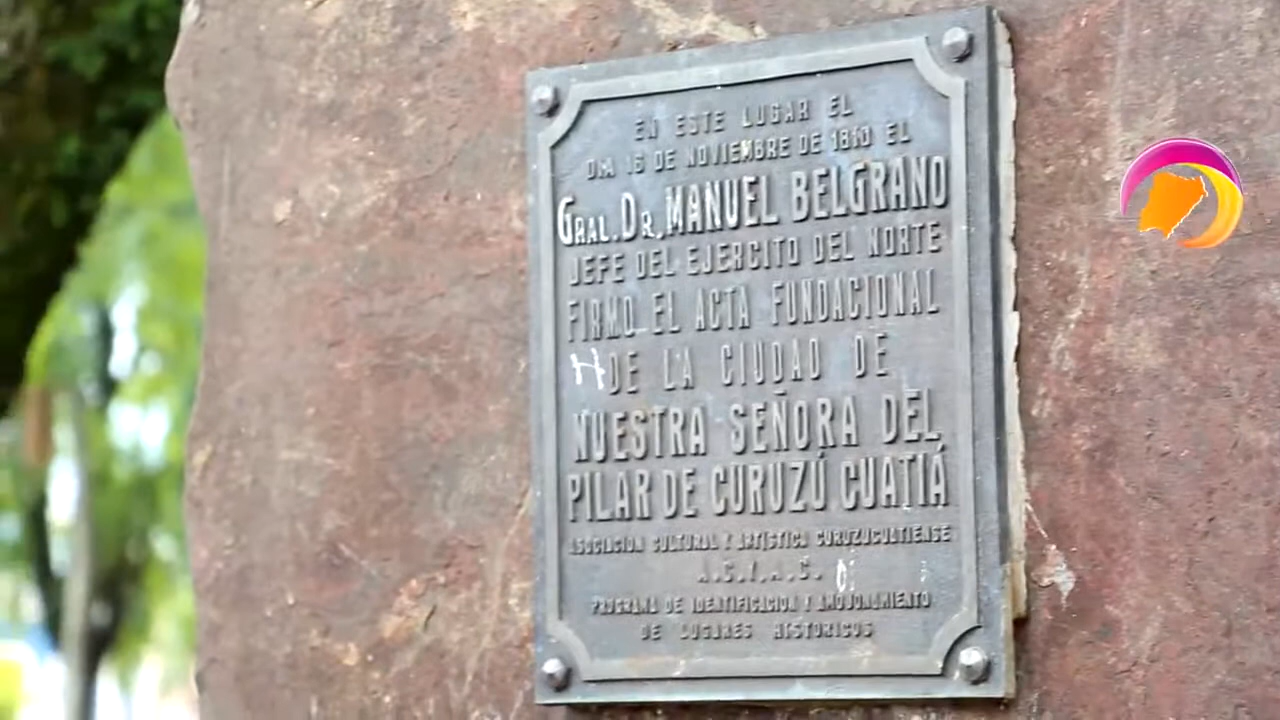 EN ESTE LUGAR EL
DIA 16 DE NOVIEMBRE DE 1810 EL
GRAL. DR. MANUEL BELGRANO
JEFE DEL EJERCITO DEL NORTE
FIRMO EL ACTA FUNDACIONAL
DE LA CIUDAD DE
NUESTRA SEÑORA DEL
PILAR DE CURUZÚ CUATIÁ
ASOCIACION CULTURAL Y ARTÍSTICA CURUZUCUATIENSE
A.C.Y.A.C.
PROGRAMA DE IDENTIFICACION Y AMOJONAMIENTO
DE LUGARES HISTORICOS